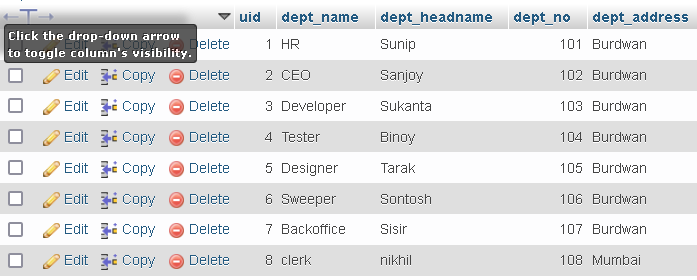 uid dept_name dept_headname dept_no dept_address
Click the drop-down arrow
to toggle column's visibility.
Edit Copy Delete 1 HR Sunip 101 Burdwan
Edit Copy Delete 2 CEO Sanjoy 102 Burdwan
Edit Copy Delete 3 Developer Sukanta 103 Burdwan
Edit Copy Delete 4 Tester Binoy 104 Burdwan
Edit Copy Delete 5 Designer Tarak 105 Burdwan
Edit Copy Delete 6 Sweeper Sontosh 106 Burdwan
Edit Copy Delete 7 Backoffice Sisir 107 Burdwan
Edit Copy Delete 8 clerk nikhil 108 Mumbai